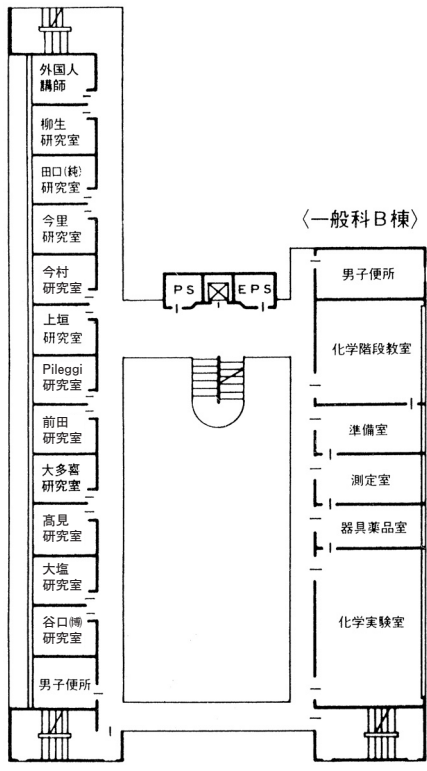 外国人
講師
柳生
研究室
田口(純)
研究室
今里
研究室
今村
研究室
上垣
研究室
Pileggi
研究室
前田
研究室
大多喜
研究室
髙見
研究室
大塩
研究室
谷口(博)
研究室
男子便所
PS
EPS
〈一般科B棟〉
男子便所
化学階段教室
準備室
測定室
器具薬品室
化学実験室